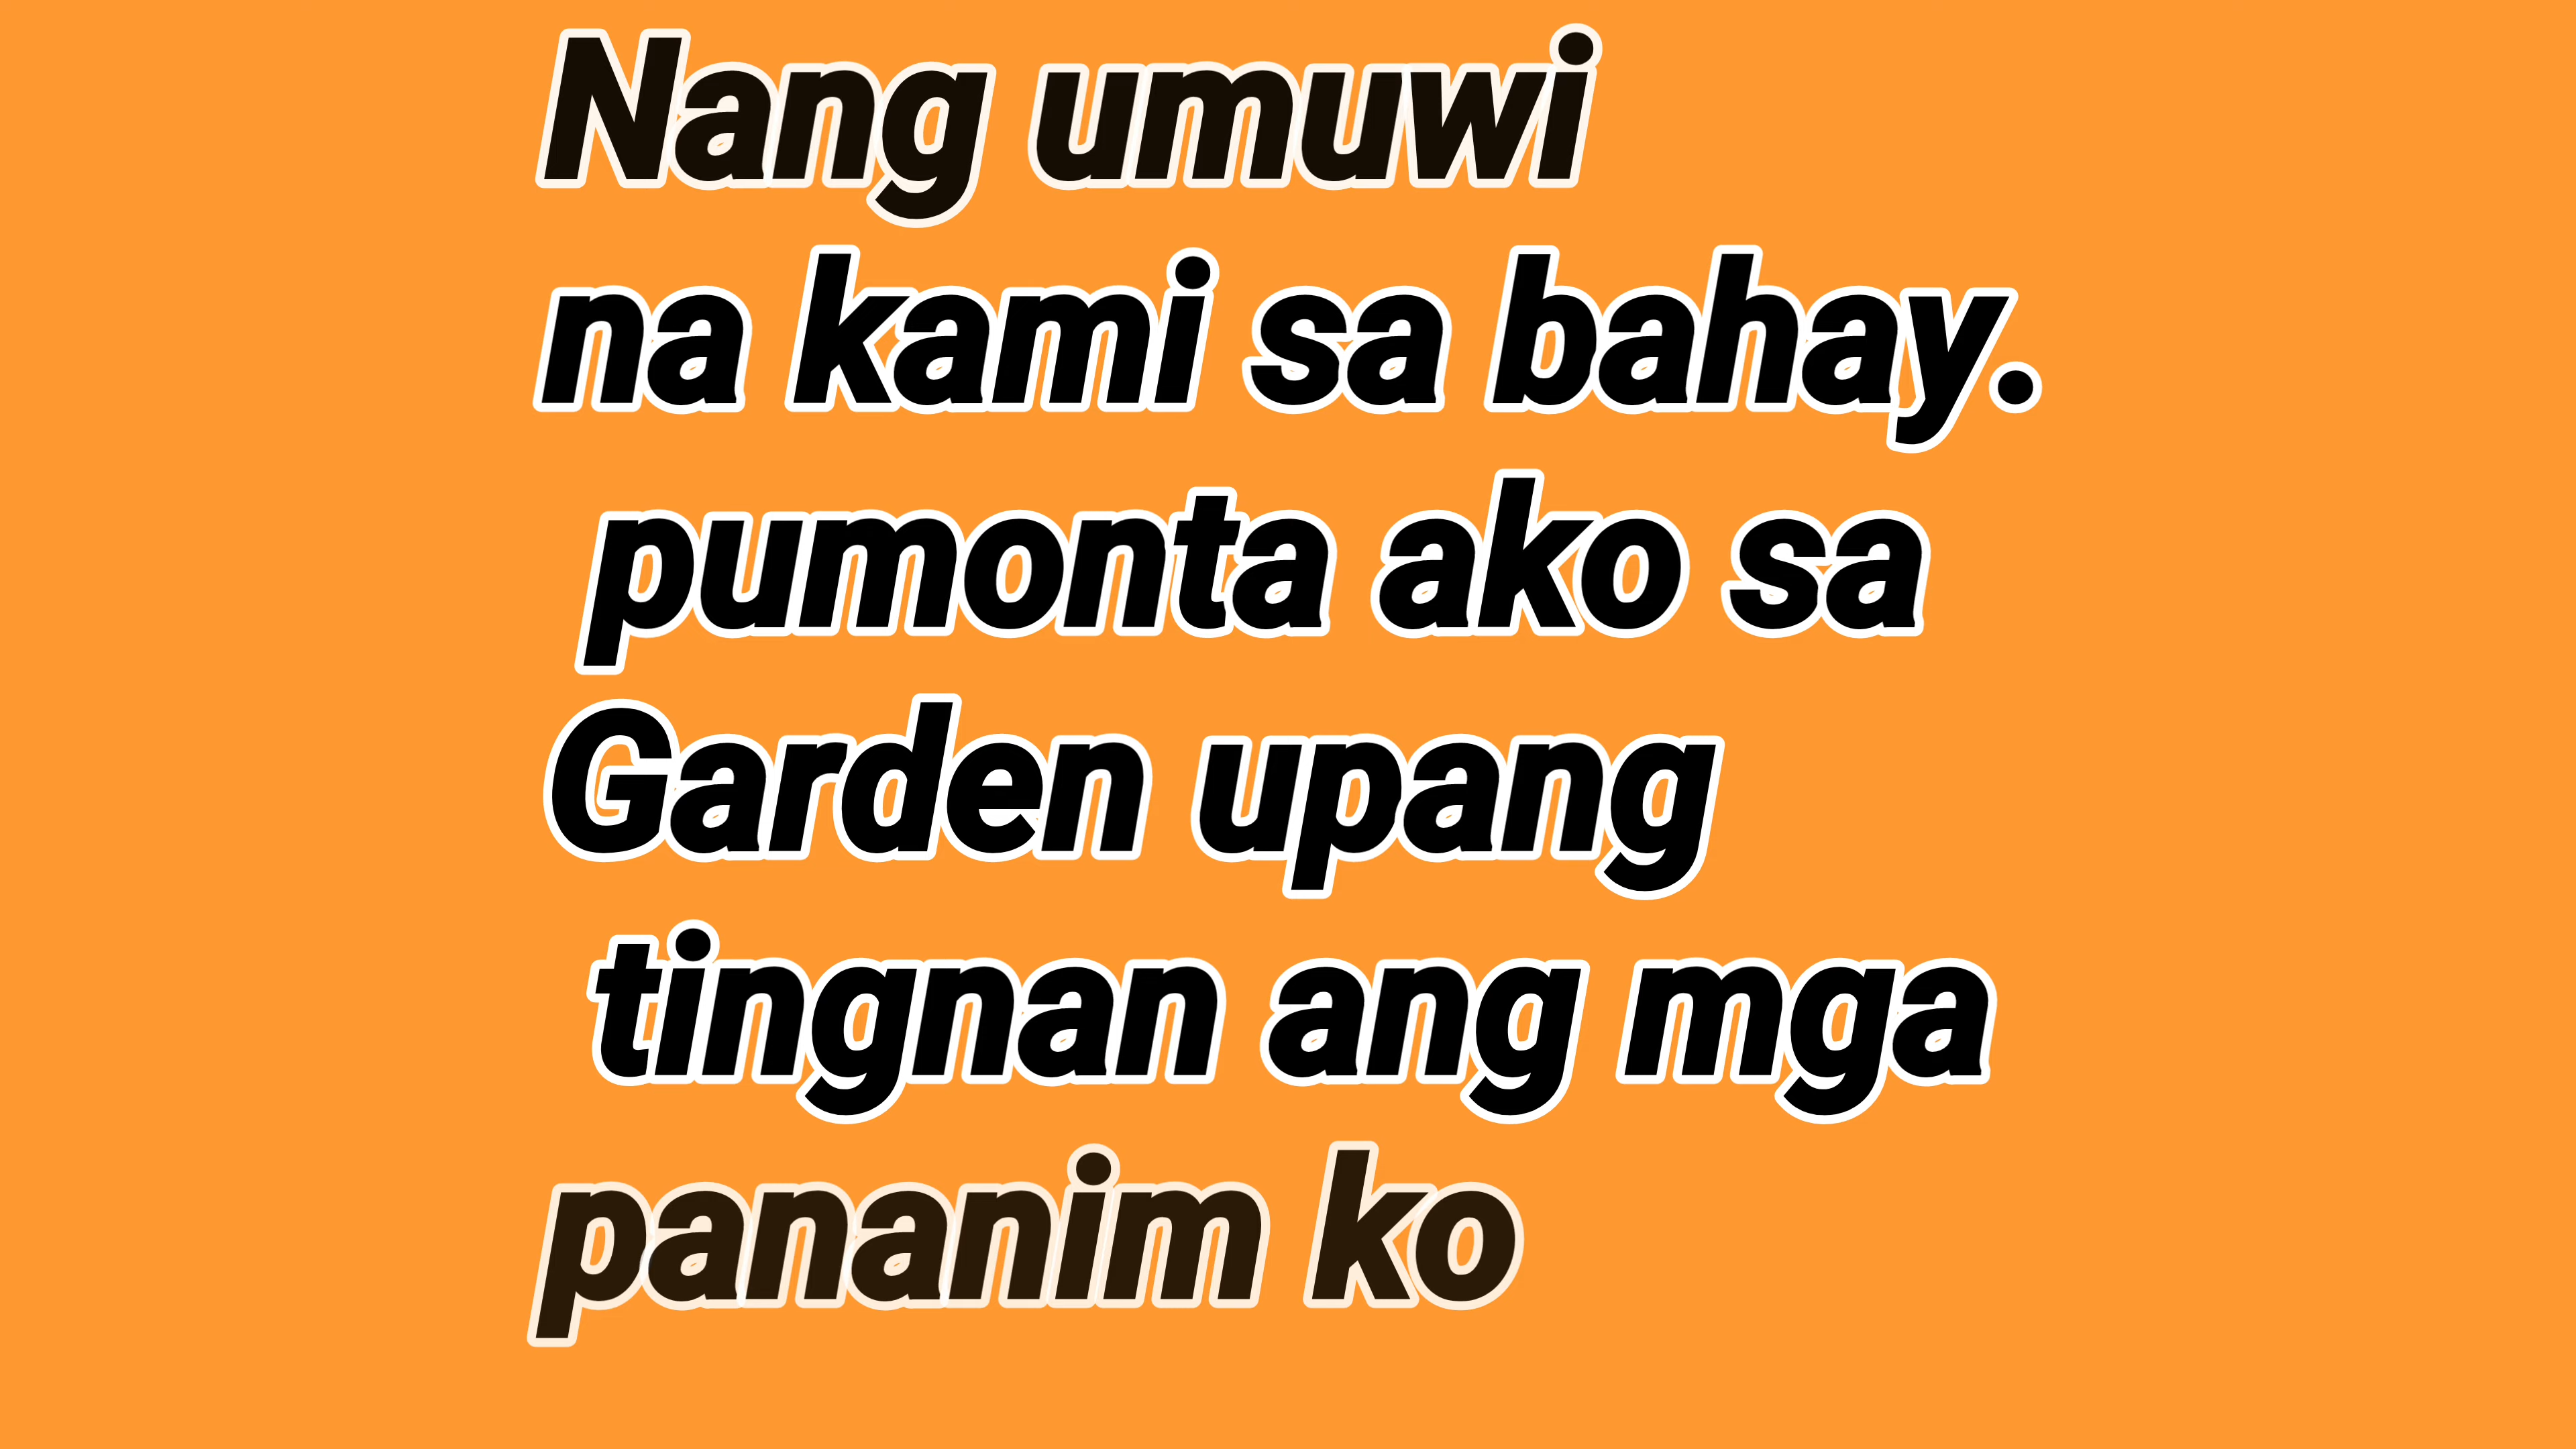 Nang umuwi
na kami sa bahay.
pumonta ako sa
Garden upang
tingnan ang mga
pananim ko